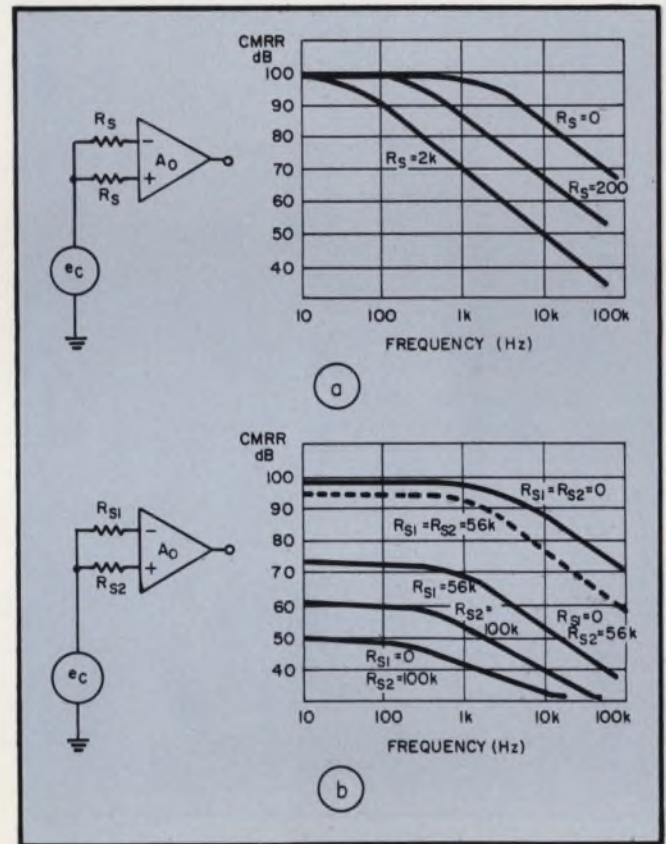 CMRR
dB
100
90
80
70
60
50
40
RS
RS
−
+
AO
eC
RS=0
RS=200
RS=2k
10 100 1k 10k 100k
FREQUENCY (Hz)
a
CMRR
dB
100
90
80
70
60
50
40
RS1
RS2
−
+
AO
eC
RS1=RS2=0
RS1=RS2=56k
RS1=56k
RS2=
100k
RS1=0
RS2=56k
RS1=0
RS2=100k
10 100 1k 10k 100k
FREQUENCY (Hz)
b